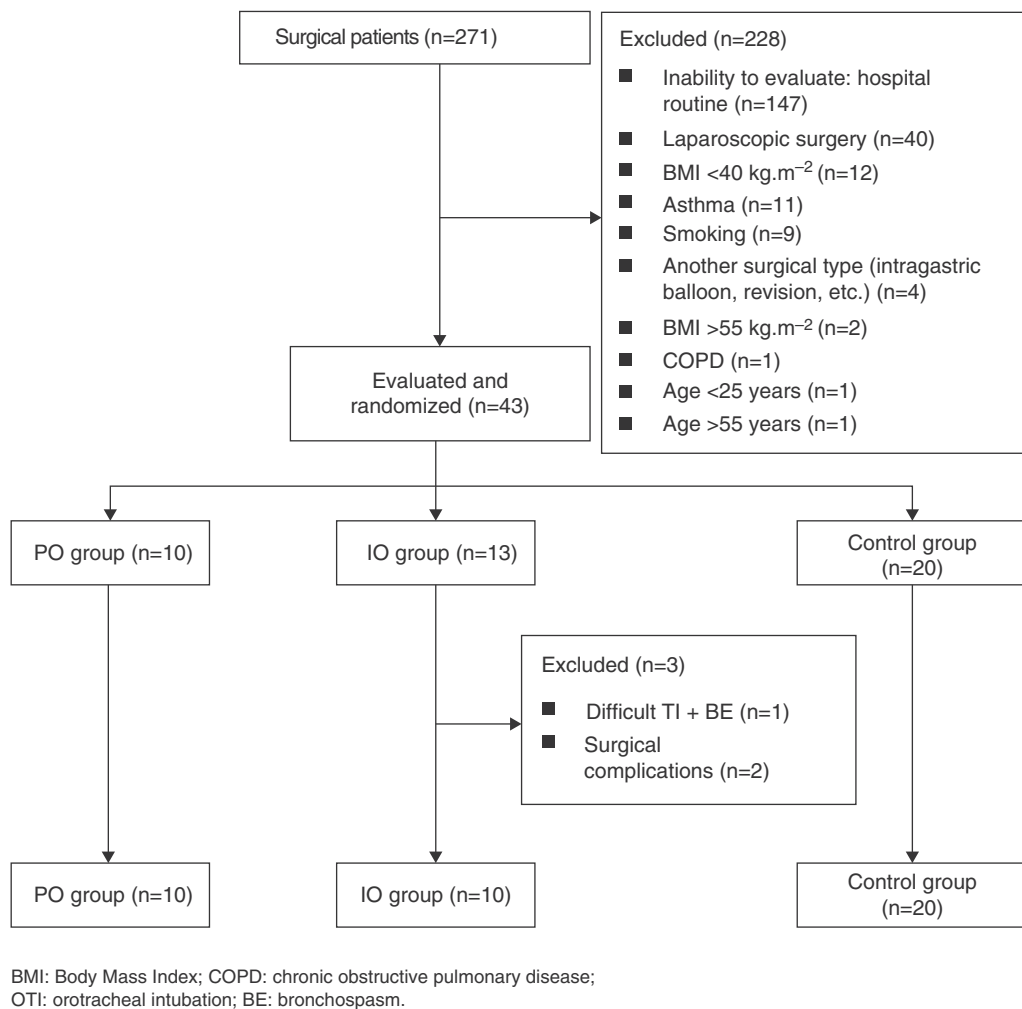 Surgical patients (n=271)
Excluded (n=228)
■ Inability to evaluate: hospital
routine (n=147)
■ Laparoscopic surgery (n=40)
■ BMI <40 kg.m⁻² (n=12)
■ Asthma (n=11)
■ Smoking (n=9)
■ Another surgical type (intragastric
balloon, revision, etc.) (n=4)
■ BMI >55 kg.m⁻² (n=2)
■ COPD (n=1)
■ Age <25 years (n=1)
■ Age >55 years (n=1)
Evaluated and
randomized (n=43)
PO group (n=10)
IO group (n=13)
Control group
(n=20)
Excluded (n=3)
■ Difficult TI + BE (n=1)
■ Surgical
complications (n=2)
PO group (n=10)
IO group (n=10)
Control group
(n=20)
BMI: Body Mass Index; COPD: chronic obstructive pulmonary disease;
OTI: orotracheal intubation; BE: bronchospasm.